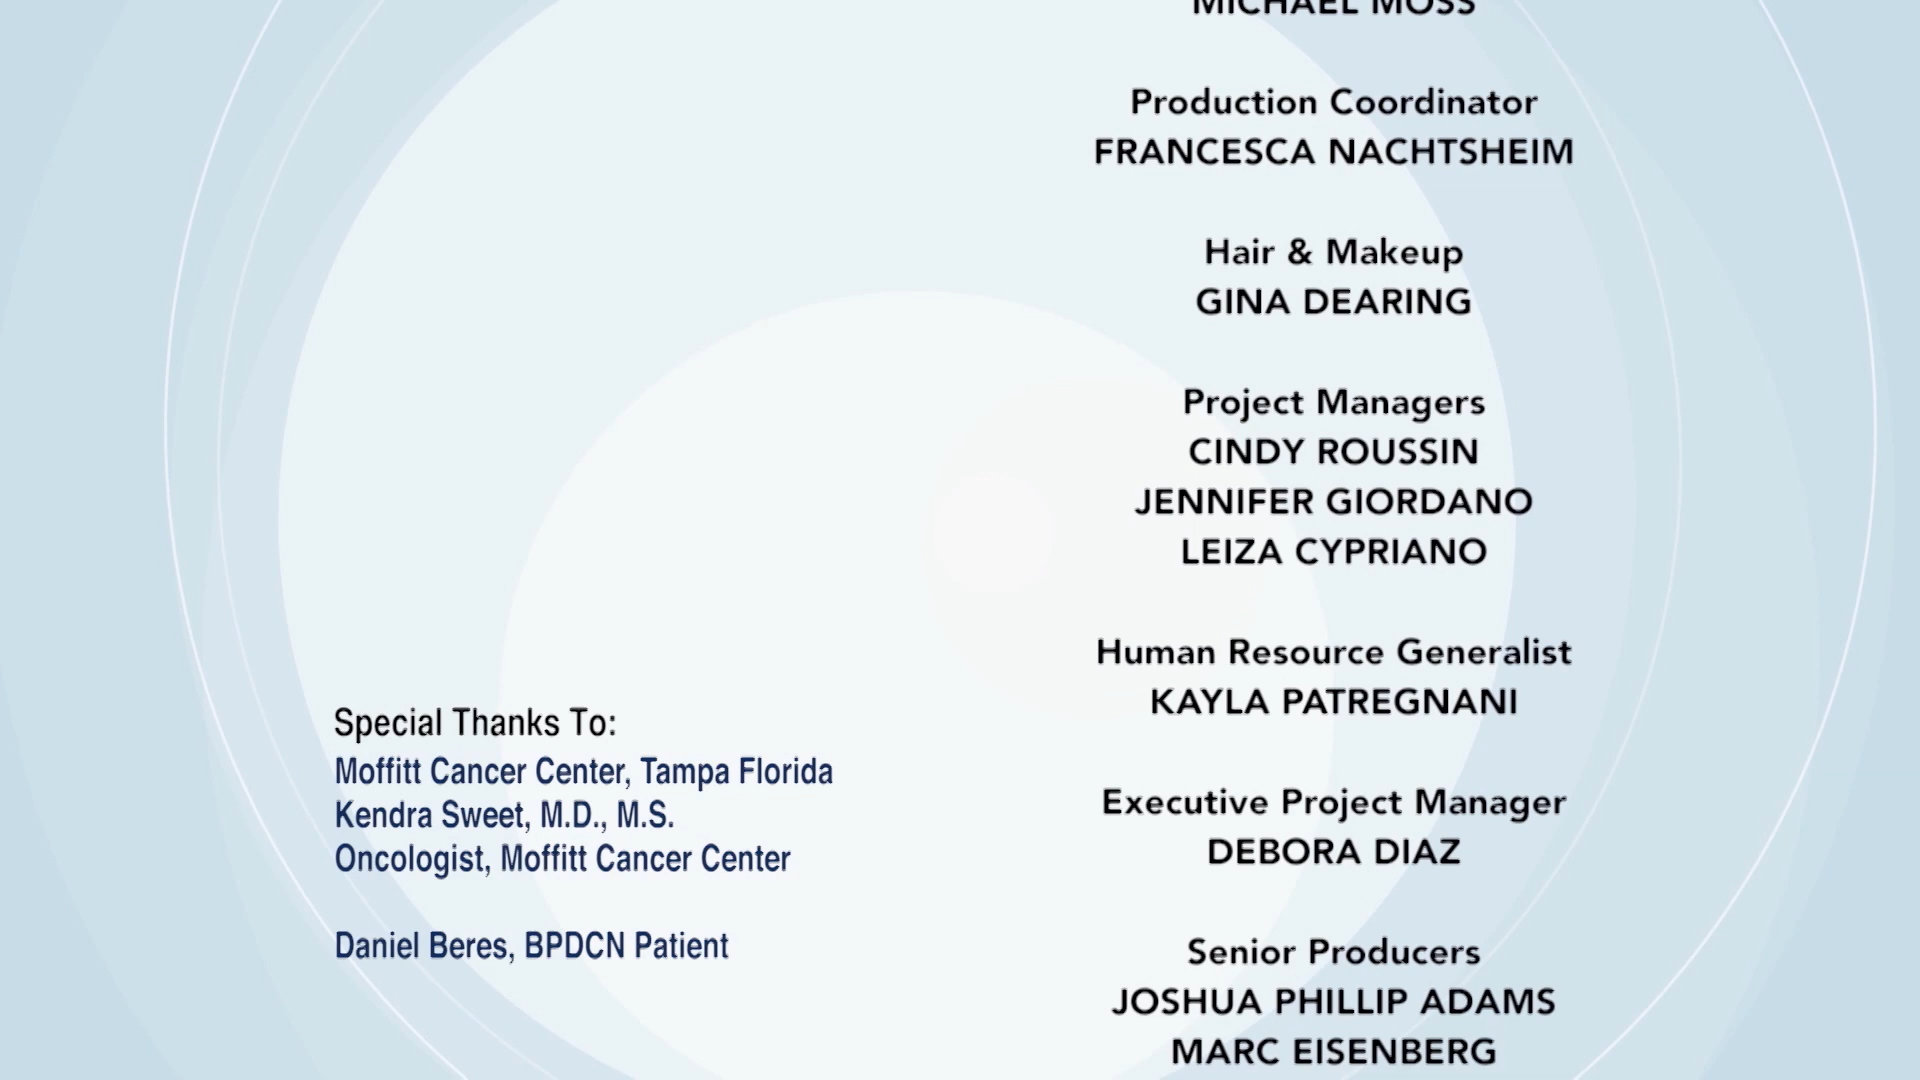 MICHAEL MOSS
Production Coordinator
FRANCESCA NACHTSHEIM
Hair & Makeup
GINA DEARING
Project Managers
CINDY ROUSSIN
JENNIFER GIORDANO
LEIZA CYPRIANO
Human Resource Generalist
KAYLA PATREGNANI
Executive Project Manager
DEBORA DIAZ
Senior Producers
JOSHUA PHILLIP ADAMS
MARC EISENBERG
Special Thanks To:
Moffitt Cancer Center, Tampa Florida
Kendra Sweet, M.D., M.S.
Oncologist, Moffitt Cancer Center
Daniel Beres, BPDCN Patient